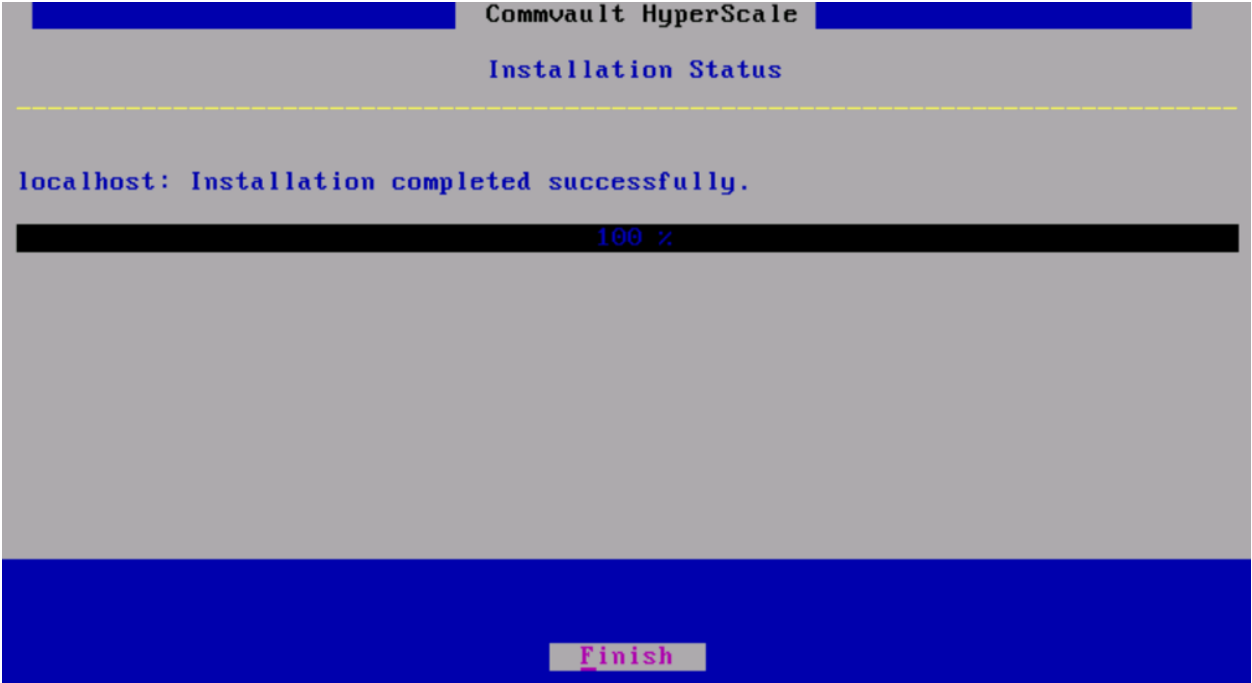 Commvault HyperScale
Installation Status
localhost: Installation completed successfully.
100 %
Finish